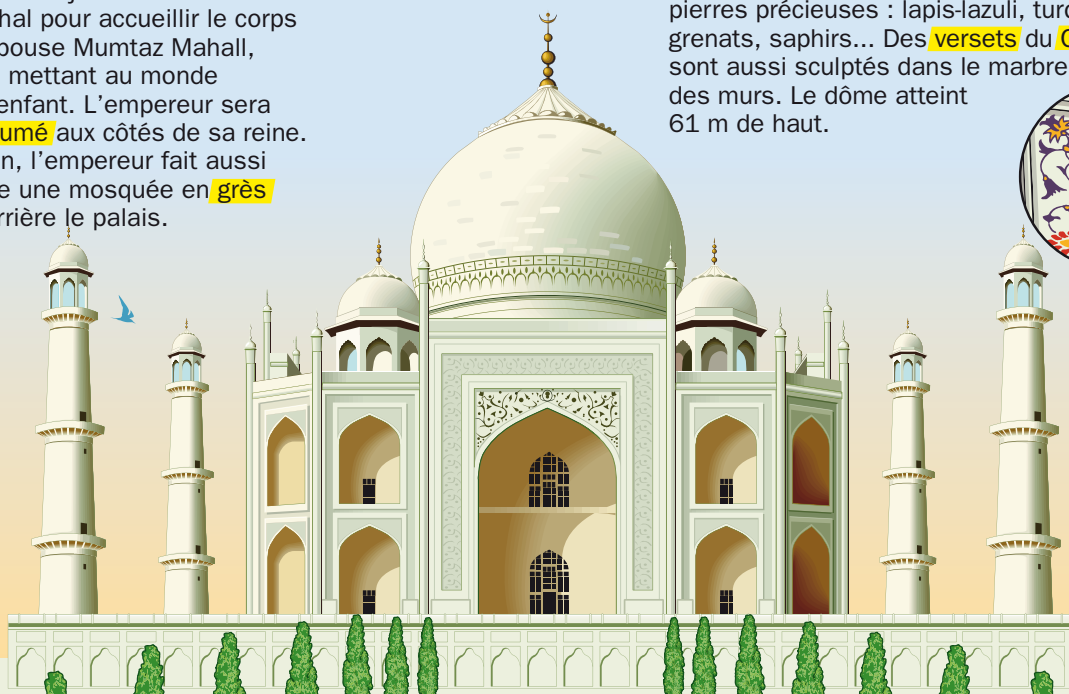 hal pour accueillir le corps
pouse Mumtaz Mahall,
mettant au monde
enfant. L'empereur sera
umé aux côtés de sa reine.
n, l'empereur fait aussi
e une mosquée en grès
rrière le palais.
pierres précieuses : lapis-lazuli, turq
grenats, saphirs... Des versets du C
sont aussi sculptés dans le marbre
des murs. Le dôme atteint
61 m de haut.